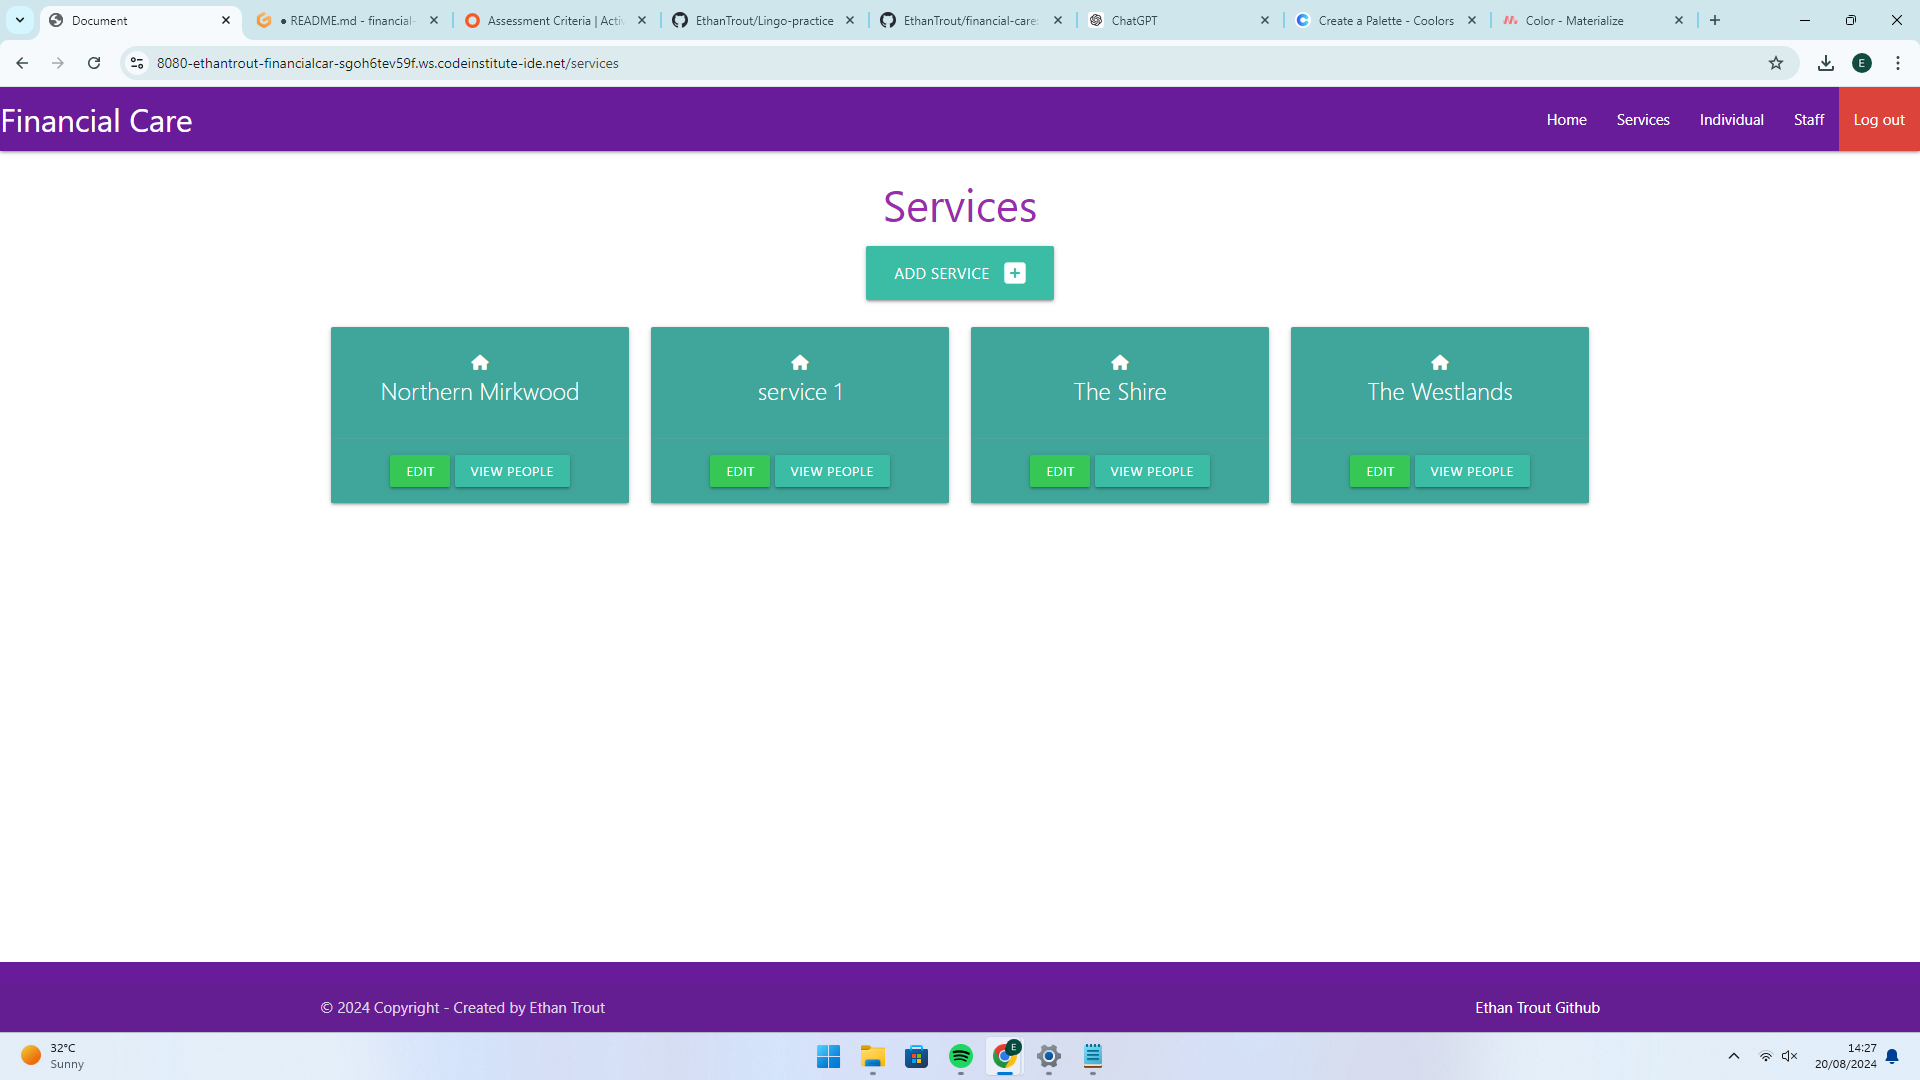 Document
● README.md - financial-
Assessment Criteria | Activ
EthanTrout/Lingo-practice
EthanTrout/financial-care:
ChatGPT
Create a Palette - Coolors
Color - Materialize
8080-ethantrout-financialcar-sgoh6tev59f.ws.codeinstitute-ide.net/services
E
Financial Care
Home
Services
Individual
Staff
Log out
Services
ADD SERVICE
Northern Mirkwood
service 1
The Shire
The Westlands
EDIT VIEW PEOPLE
EDIT VIEW PEOPLE
EDIT VIEW PEOPLE
EDIT VIEW PEOPLE
© 2024 Copyright - Created by Ethan Trout
Ethan Trout Github
32°C
Sunny
E
14:27
20/08/2024